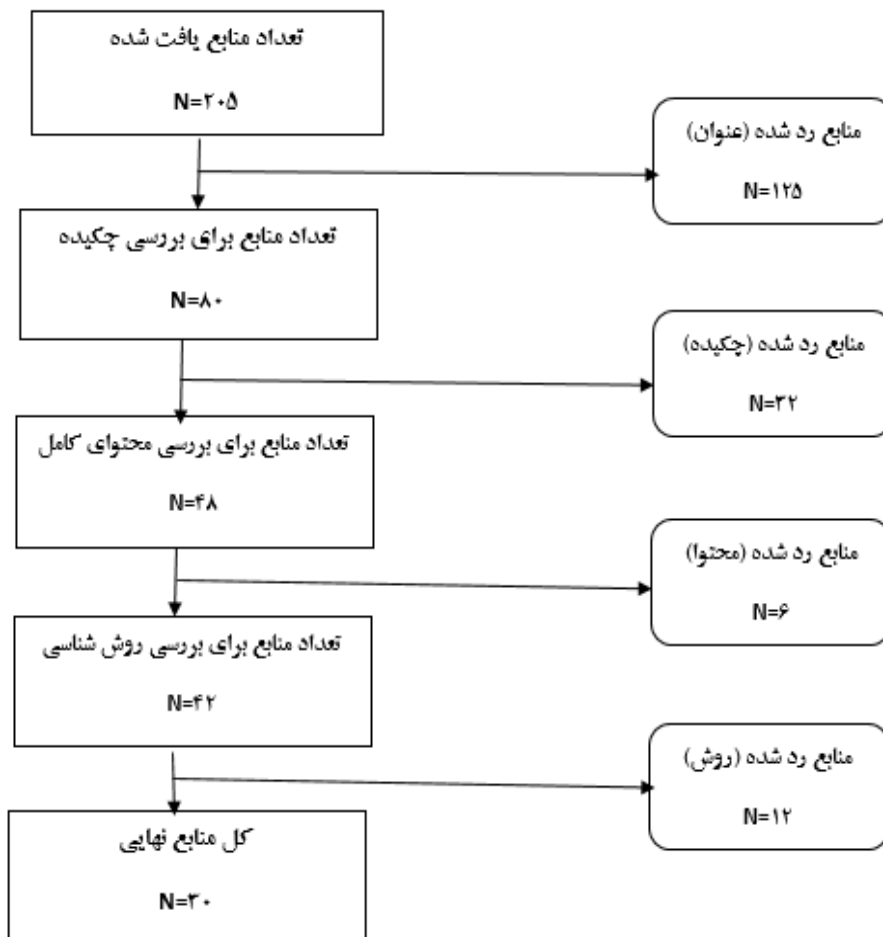 تعداد منابع یافت شده
N=۲۰۵
منابع رد شده (عنوان)
N=۱۲۵
تعداد منابع برای بررسی چکیده
N=۸۰
منابع رد شده (چکیده)
N=۳۲
تعداد منابع برای بررسی محتوای کامل
N=۴۸
منابع رد شده (محتوا)
N=۶
تعداد منابع برای بررسی روش شناسی
N=۴۲
منابع رد شده (روش)
N=۱۲
کل منابع نهایی
N=۳۰